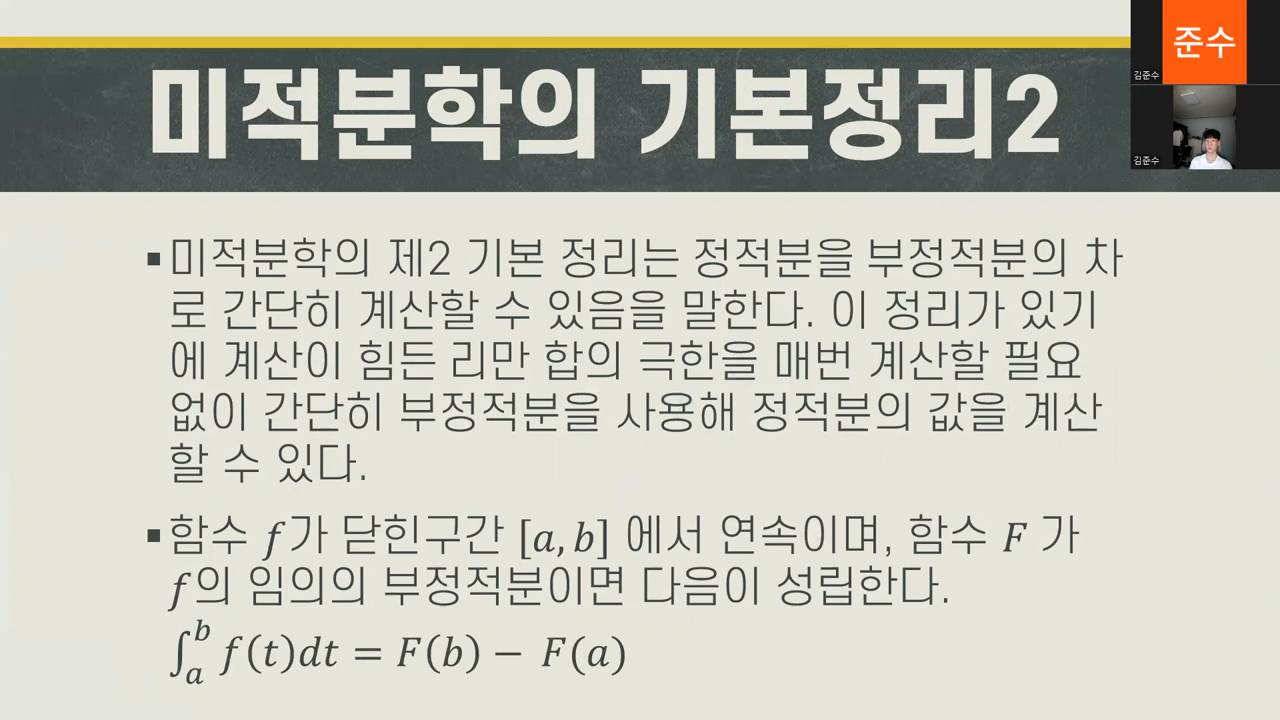 미적분학의 기본정리2
준수
김준수
김준수
▪미적분학의 제2 기본 정리는 정적분을 부정적분의 차
로 간단히 계산할 수 있음을 말한다. 이 정리가 있기
에 계산이 힘든 리만 합의 극한을 매번 계산할 필요
없이 간단히 부정적분을 사용해 정적분의 값을 계산
할 수 있다.
▪함수 f가 닫힌구간 [a, b] 에서 연속이며, 함수 F 가
f의 임의의 부정적분이면 다음이 성립한다.
∫_a^b f(t)dt = F(b) − F(a)